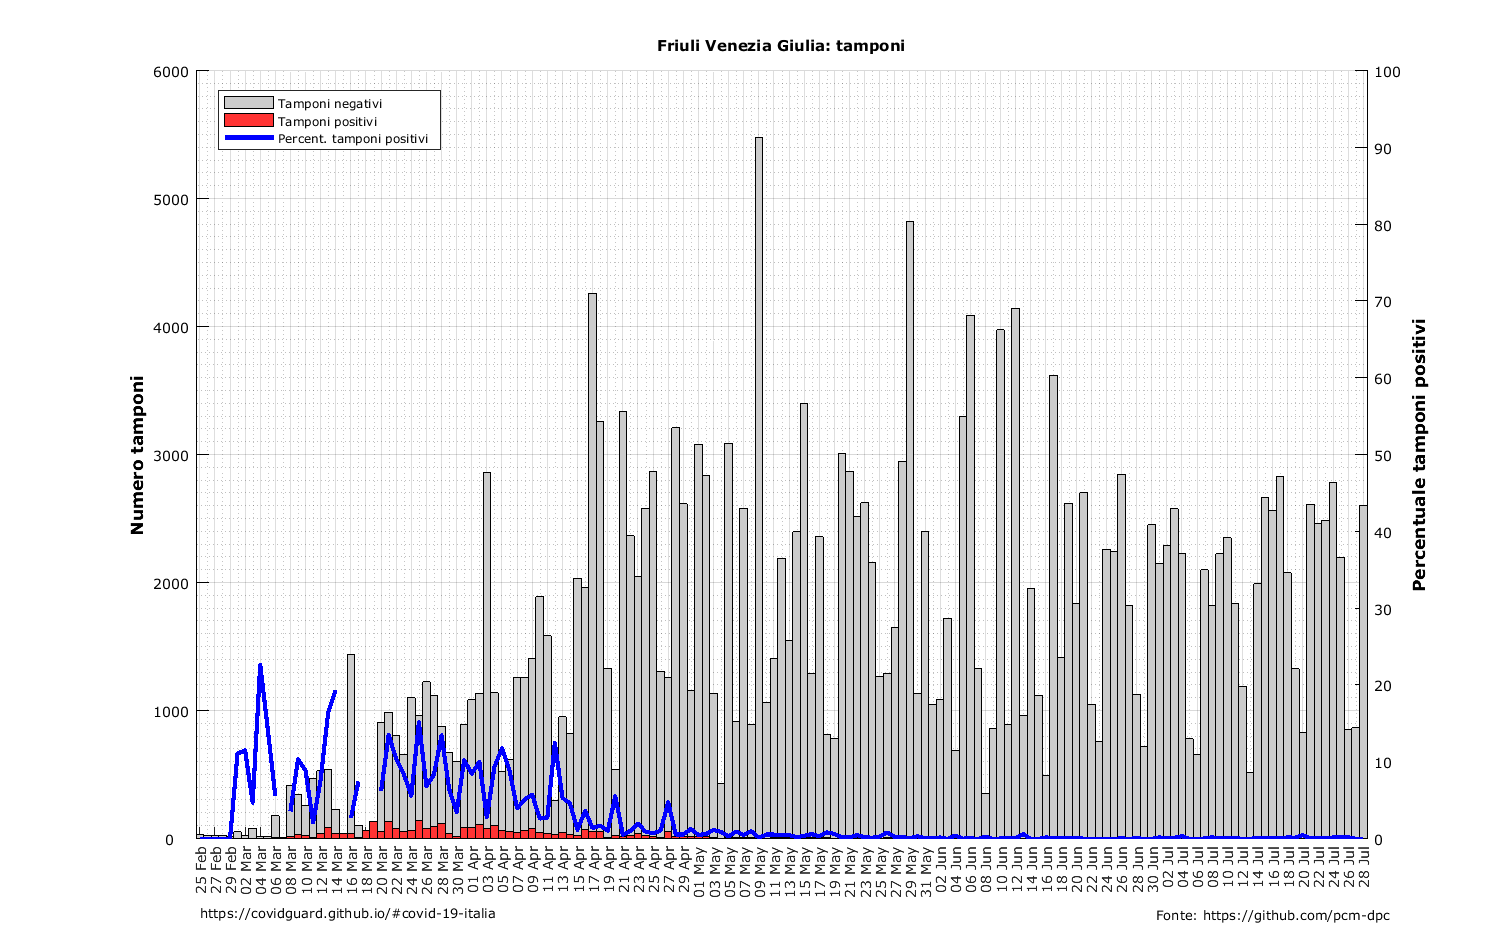 Friuli Venezia Giulia: tamponi
Tamponi negativi
Tamponi positivi
Percent. tamponi positivi
Numero tamponi
6000
5000
4000
3000
2000
1000
0
100
90
80
70
60
50
40
30
20
10
0
Percentuale tamponi positivi
25 Feb
27 Feb
29 Feb
02 Mar
04 Mar
06 Mar
08 Mar
10 Mar
12 Mar
14 Mar
16 Mar
18 Mar
20 Mar
22 Mar
24 Mar
26 Mar
28 Mar
30 Mar
01 Apr
03 Apr
05 Apr
07 Apr
09 Apr
11 Apr
13 Apr
15 Apr
17 Apr
19 Apr
21 Apr
23 Apr
25 Apr
27 Apr
29 Apr
01 May
03 May
05 May
07 May
09 May
11 May
13 May
15 May
17 May
19 May
21 May
23 May
25 May
27 May
29 May
31 May
02 Jun
04 Jun
06 Jun
08 Jun
10 Jun
12 Jun
14 Jun
16 Jun
18 Jun
20 Jun
22 Jun
24 Jun
26 Jun
28 Jun
30 Jun
02 Jul
04 Jul
06 Jul
08 Jul
10 Jul
12 Jul
14 Jul
16 Jul
18 Jul
20 Jul
22 Jul
24 Jul
26 Jul
28 Jul
https://covidguard.github.io/#covid-19-italia
Fonte: https://github.com/pcm-dpc